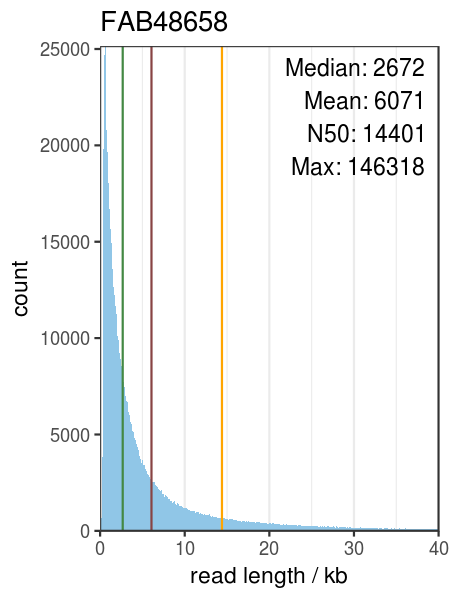 FAB48658
Median: 2672
Mean: 6071
N50: 14401
Max: 146318
count
25000
20000
15000
10000
5000
0
0 10 20 30 40
read length / kb